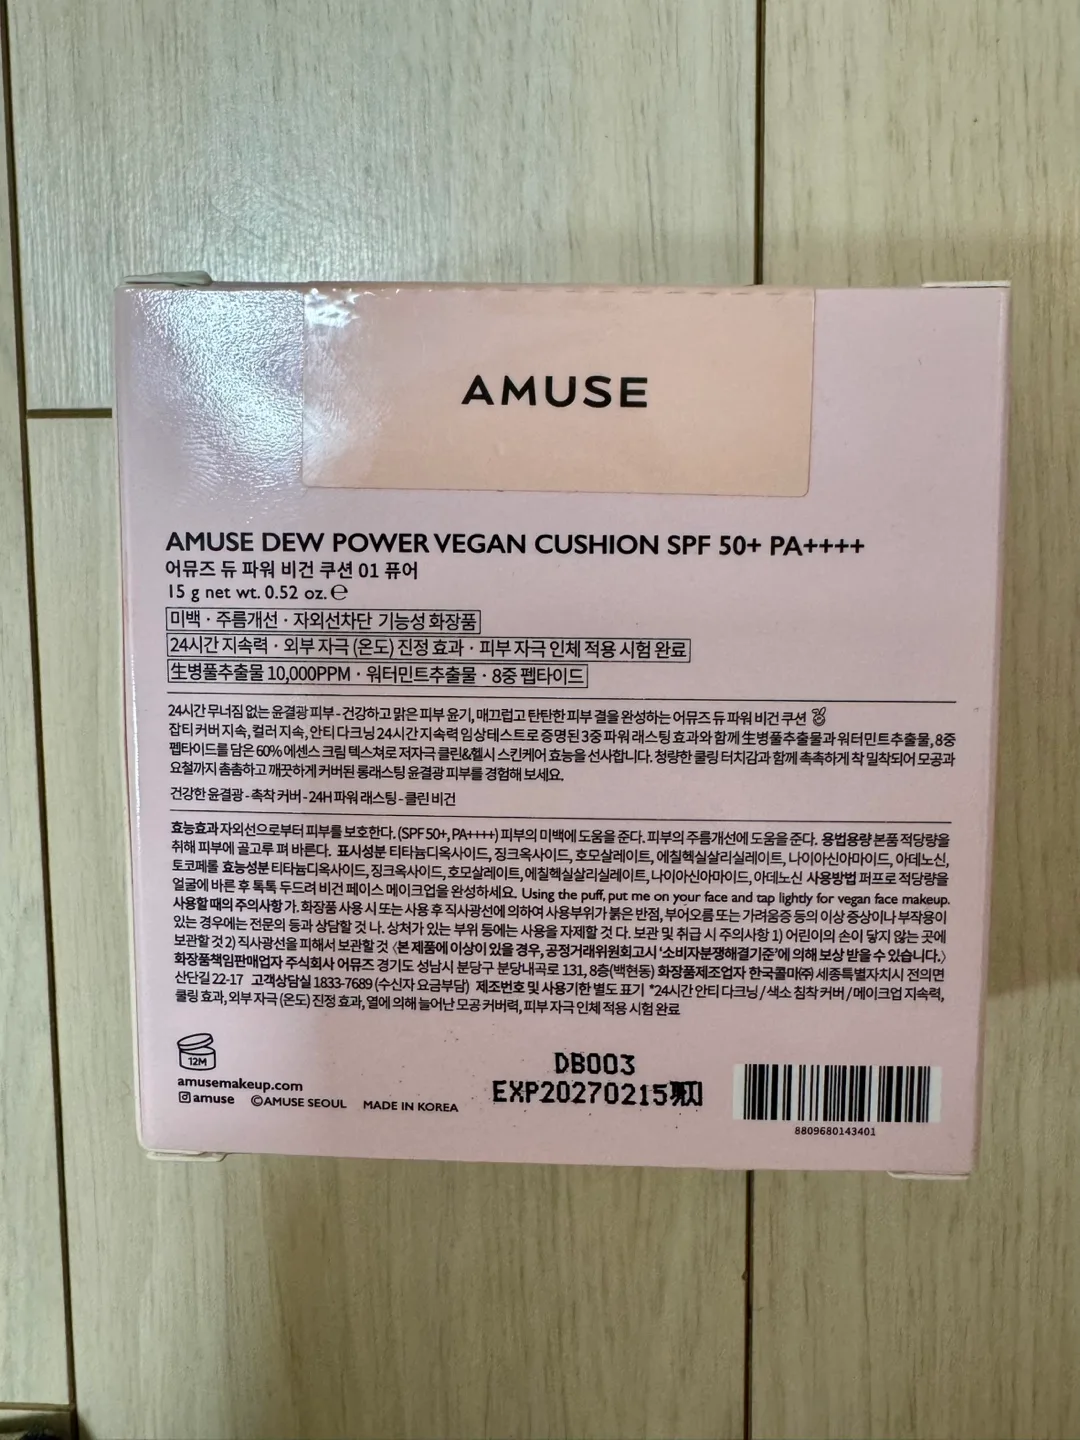 AMUSE
AMUSE DEW POWER VEGAN CUSHION SPF 50+ PA++++
어뮤즈 듀 파워 비건 쿠션 01 퓨어
15 g net wt. 0.52 oz. ℮
미백 · 주름개선 · 자외선차단 기능성 화장품
24시간 지속력 · 외부 자극 (온도) 진정 효과 · 피부 자극 인체 적용 시험 완료
生병풀추출물 10,000PPM · 워터민트추출물 · 8중 펩타이드
24시간 무너짐 없는 윤결광 피부 - 건강하고 맑은 피부 윤기, 매끄럽고 탄탄한 피부 결을 완성하는 어뮤즈 듀 파워 비건 쿠션
잡티 커버 지속, 컬러 지속, 안티 다크닝 24시간 지속력 임상테스트로 증명된 3중 파워 래스팅 효과와 함께 生병풀추출물과 워터민트추출물, 8중
펩타이드를 담은 60% 에센스 크림 텍스처로 저자극 클린&헬시 스킨케어 효능을 선사합니다. 청량한 쿨링 터치감과 함께 촉촉하게 착 밀착되어 모공과
요철까지 촘촘하고 깨끗하게 커버된 롱래스팅 윤결광 피부를 경험해 보세요.
건강한 윤결광 - 촉착 커버 - 24H 파워 래스팅 - 클린 비건
효능효과 자외선으로부터 피부를 보호한다. (SPF 50+, PA++++) 피부의 미백에 도움을 준다. 피부의 주름개선에 도움을 준다. 용법용량 본품 적당량을
취해 피부에 골고루 펴 바른다. 표시성분 티타늄디옥사이드, 징크옥사이드, 호모살레이트, 에칠헥실살리실레이트, 나이아신아마이드, 아데노신,
토코페롤 효능성분 티타늄디옥사이드, 징크옥사이드, 호모살레이트, 에칠헥실살리실레이트, 나이아신아마이드, 아데노신 사용방법 퍼프로 적당량을
얼굴에 바른 후 톡톡 두드려 비건 페이스 메이크업을 완성하세요. Using the puff, put me on your face and tap lightly for vegan face makeup.
사용할 때의 주의사항 가. 화장품 사용 시 또는 사용 후 직사광선에 의하여 사용부위가 붉은 반점, 부어오름 또는 가려움증 등의 이상 증상이나 부작용이
있는 경우에는 전문의 등과 상담할 것 나. 상처가 있는 부위 등에는 사용을 자제할 것 다. 보관 및 취급 시 주의사항 1) 어린이의 손이 닿지 않는 곳에
보관할 것 2) 직사광선을 피해서 보관할 것 〈본 제품에 이상이 있을 경우, 공정거래위원회고시 '소비자분쟁해결기준'에 의해 보상 받을 수 있습니다.〉
화장품책임판매업자 주식회사 어뮤즈 경기도 성남시 분당구 분당내곡로 131, 8층(백현동) 화장품제조업자 한국콜마(주) 세종특별자치시 전의면
산단길 22-17 고객상담실 1833-7689 (수신자 요금부담) 제조번호 및 사용기한 별도 표기 *24시간 안티 다크닝 / 색소 침착 커버 / 메이크업 지속력,
쿨링 효과, 외부 자극 (온도) 진정 효과, 열에 의해 늘어난 모공 커버력, 피부 자극 인체 적용 시험 완료
12M
amusemakeup.com
amuse ©AMUSE SEOUL MADE IN KOREA
DB003
EXP20270215
8809680143401